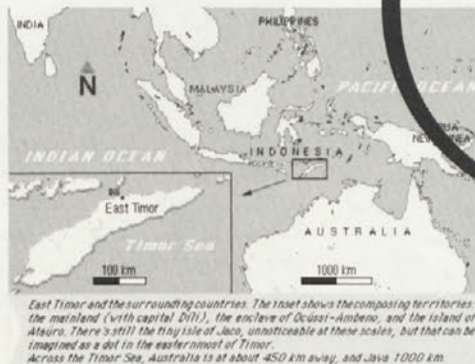 INDIA
PHILIPPINES
N
MALAYSIA
PACIFIC OCEAN
NEW GUINEA
INDIAN OCEAN
INDONESIA
Dili
East Timor
Timor Sea
AUSTRALIA
100 km
1000 km
East Timor and the surrounding countries. The inset shows the composing territories:
the mainland (with capital Dili), the enclave of Ocússi-Ambeno, and the island of
Ataúro. There's still the tiny isle of Jaco, unnoticeable at these scales, but that can be
imagined as a dot in the easternmost of Timor.
Across the Timor Sea, Australia is at about 450 km away, and Java 1000 km.